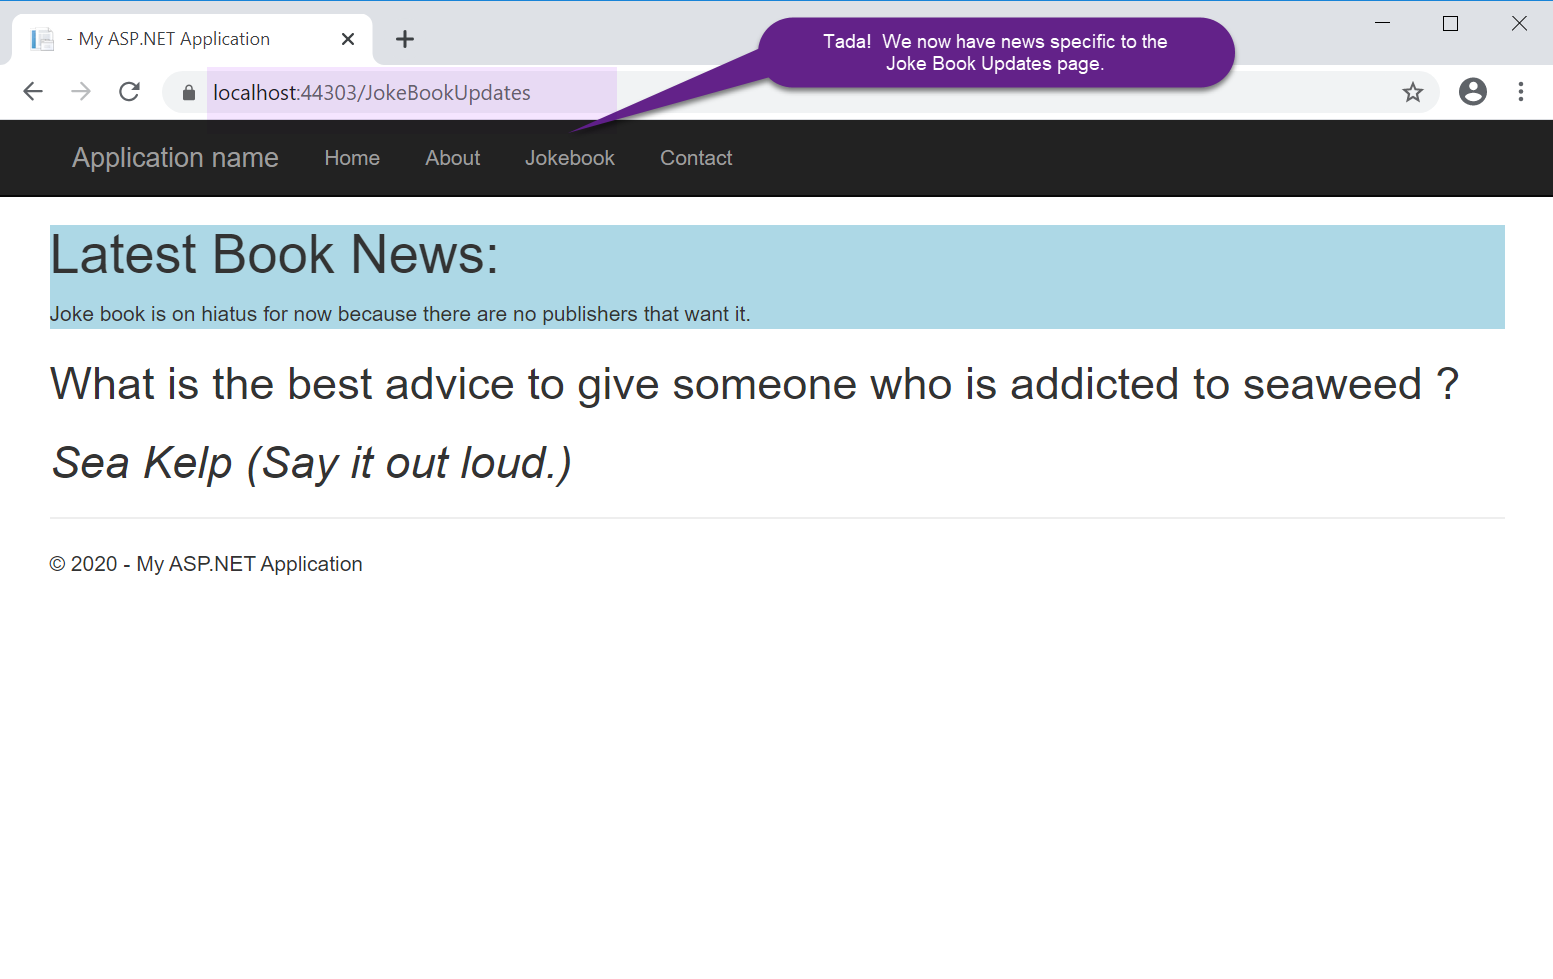 - My ASP.NET Application
Tada!  We now have news specific to the
Joke Book Updates page.
localhost:44303/JokeBookUpdates
Application name Home About Jokebook Contact
Latest Book News:
Joke book is on hiatus for now because there are no publishers that want it.
What is the best advice to give someone who is addicted to seaweed ?
Sea Kelp (Say it out loud.)
© 2020 - My ASP.NET Application